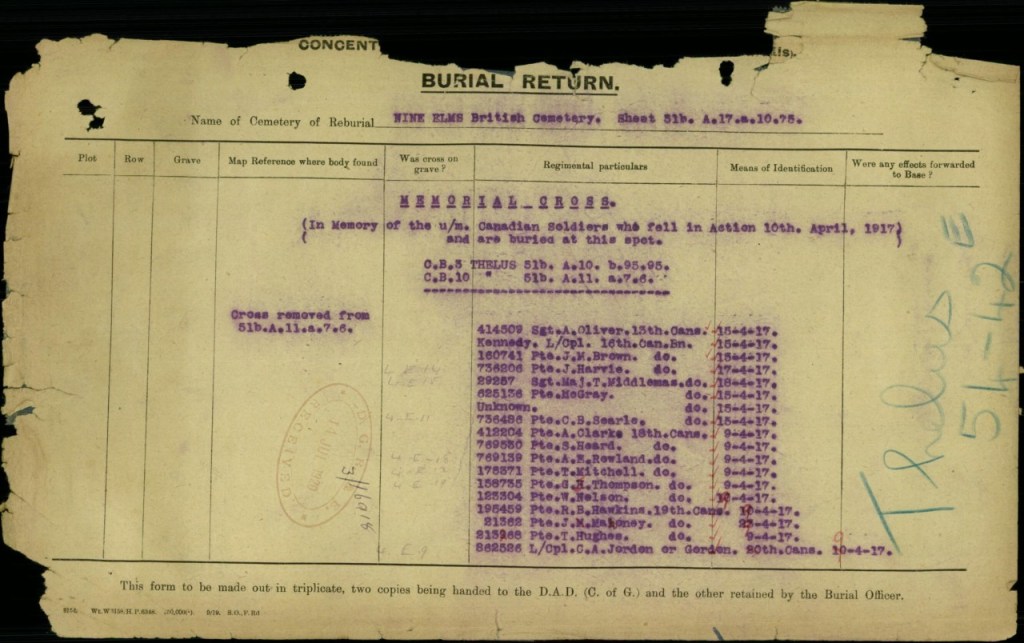 CONCENT
BURIAL RETURN.
Name of Cemetery of Reburial NINE ELMS British Cemetery. Sheet 51b. A.17.a.10.75.
Plot Row Grave Map Reference where body found Was cross on grave? Regimental particulars Means of Identification Were any effects forwarded to Base?
MEMORIAL CROSS.
(In Memory of the u/m. Canadian Soldiers who fell in Action 10th. April, 1917)
( and are buried at this spot. )
C.B.3 THELUS 51b. A.10. b.95.95.
C.B.10 " 51b. A.11. a.7.6.
Cross removed from
51b.A.11.a.7.6.
414509 Sgt.A.Oliver.13th.Cans. 15-4-17.
Kennedy. L/Cpl. 16th.Can.Bn. 15-4-17.
160741 Pte.J.M.Brown. do. 15-4-17.
736206 Pte.J.Harvie. do. 17-4-17.
29287 Sgt.Maj.T.Middlemas.do. 18-4-17.
625136 Pte.McGray. do. 15-4-17.
Unknown. do. 15-4-17.
736486 Pte.C.B.Searle. do. 15-4-17.
412204 Pte.A.Clarke 18th.Cans. 9-4-17.
769530 Pte.S.Heard. do. 9-4-17.
769139 Pte.A.E.Rowland.do. 9-4-17.
178371 Pte.T.Mitchell. do. 9-4-17.
158735 Pte.G. Thompson. do. 9-4-17.
123304 Pte.W.Nelson. do. -4-17.
196459 Pte.R.B.Hawkins.19th.Cans. -4-17.
21362 Pte.J.M.Mahoney. do. -4-17.
Pte.T.Hughes. do. 9-4-17.
862526 L/Cpl.C.A.Jordon or Gordon. 20th.Cans. 10-4-17.
9
Thelus
51-42 E
This form to be made out in triplicate, two copies being handed to the D.A.D. (C. of G.) and the other retained by the Burial Officer.